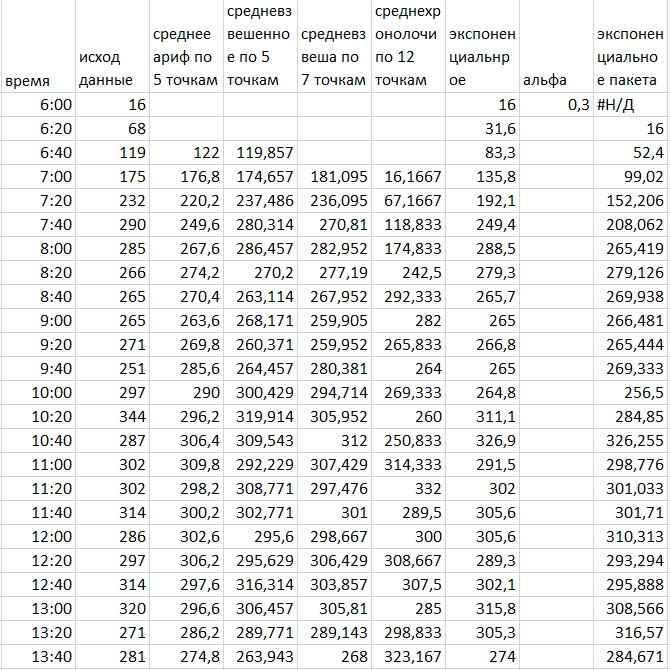 время исход данные среднее ариф по 5 точкам средневзвешенное по 5 точкам средневзвеша по 7 точкам среднехронолочи по 12 точкам экспоненциальнрое альфа экспоненциальное пакета
6:00 16 16 0,3 #Н/Д
6:20 68 31,6 16
6:40 119 122 119,857 83,3 52,4
7:00 175 176,8 174,657 181,095 16,1667 135,8 99,02
7:20 232 220,2 237,486 236,095 67,1667 192,1 152,206
7:40 290 249,6 280,314 270,81 118,833 249,4 208,062
8:00 285 267,6 286,457 282,952 174,833 288,5 265,419
8:20 266 274,2 270,2 277,19 242,5 279,3 279,126
8:40 265 270,4 263,114 267,952 292,333 265,7 269,938
9:00 265 263,6 268,171 259,905 282 265 266,481
9:20 271 269,8 260,371 259,952 265,833 266,8 265,444
9:40 251 285,6 264,457 280,381 264 265 269,333
10:00 297 290 300,429 294,714 269,333 264,8 256,5
10:20 344 296,2 319,914 305,952 260 311,1 284,85
10:40 287 306,4 309,543 312 250,833 326,9 326,255
11:00 302 309,8 292,229 307,429 314,333 291,5 298,776
11:20 302 298,2 308,771 297,476 332 302 301,033
11:40 314 300,2 302,771 301 289,5 305,6 301,71
12:00 286 302,6 295,6 298,667 300 305,6 310,313
12:20 297 306,2 295,629 306,429 308,667 289,3 293,294
12:40 314 297,6 316,314 303,857 307,5 302,1 295,888
13:00 320 296,6 306,457 305,81 285 315,8 308,566
13:20 271 286,2 289,771 289,143 298,833 305,3 316,57
13:40 281 274,8 263,943 268 323,167 274 284,671